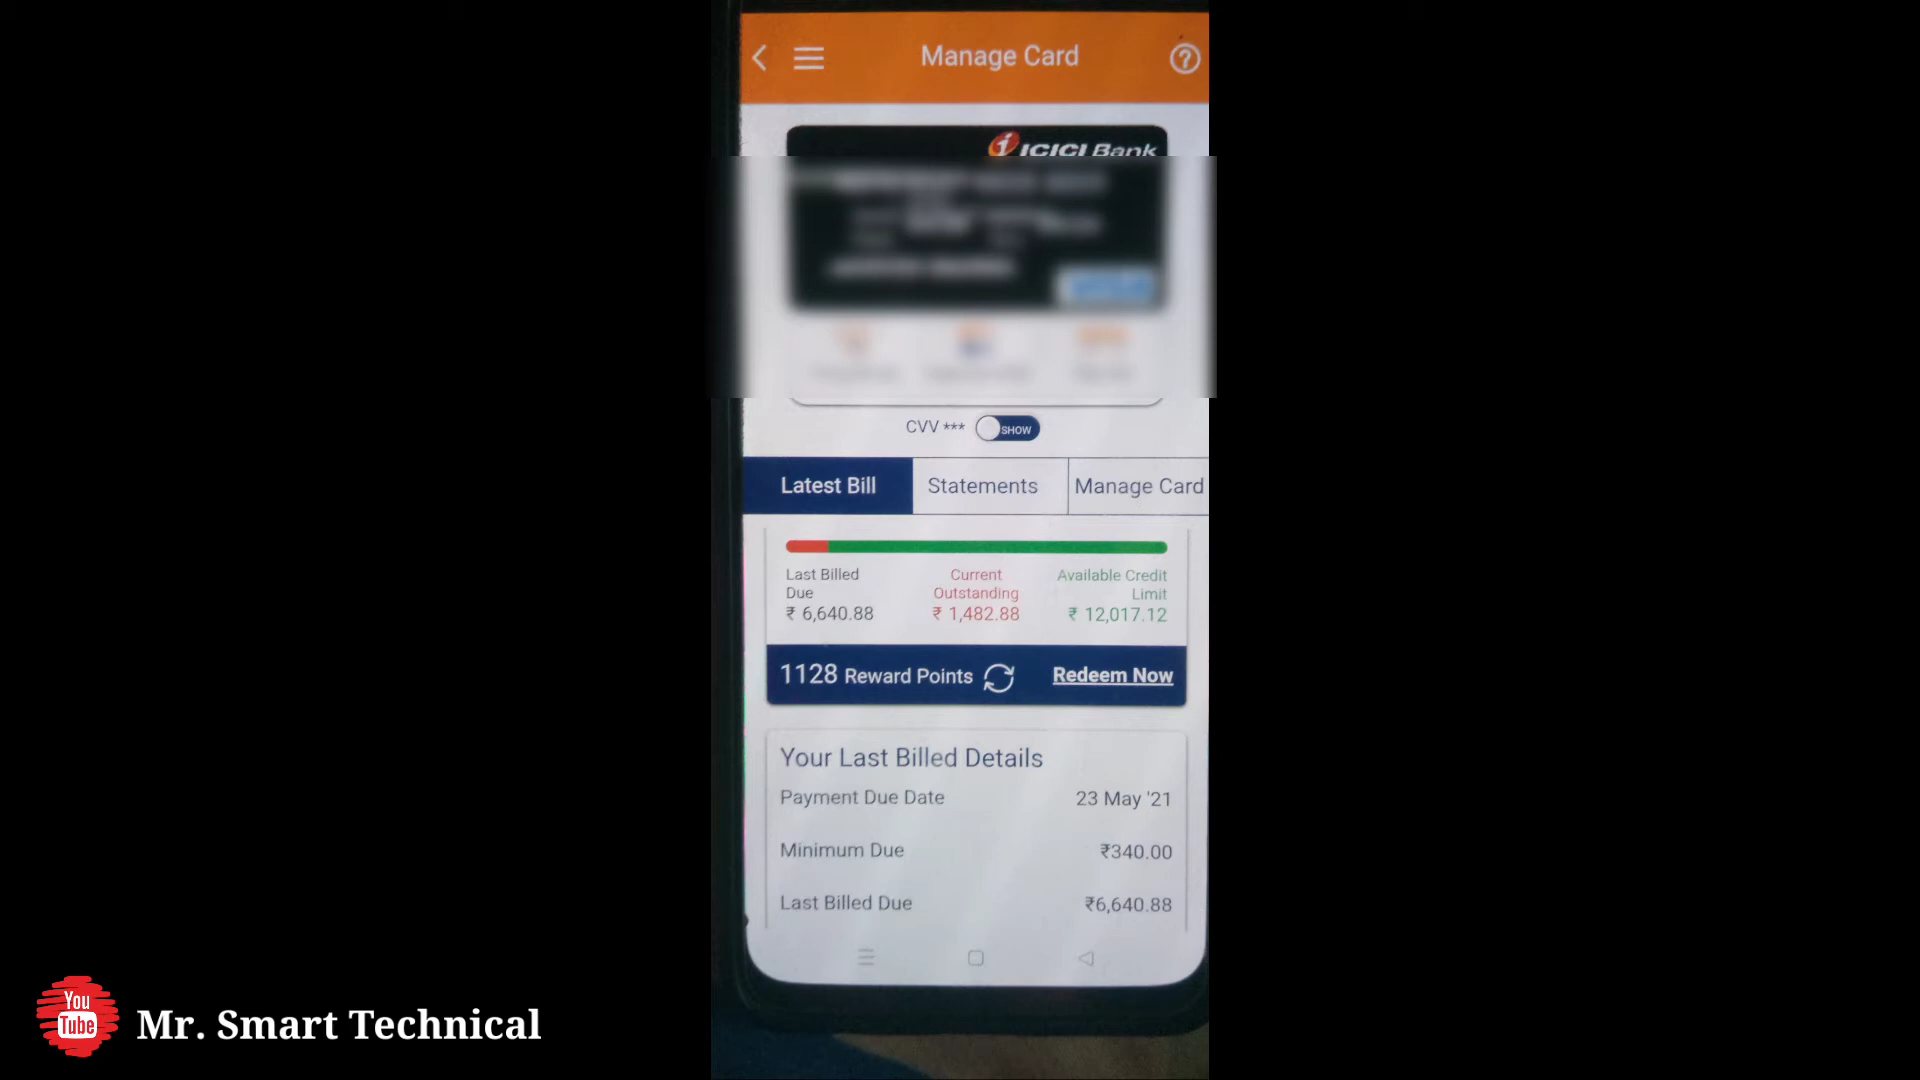 Manage Card
ICICI Bank
CVV ***
SHOW
Latest Bill
Statements
Manage Card
Last Billed
Due
₹ 6,640.88
Current
Outstanding
₹ 1,482.88
Available Credit
Limit
₹ 12,017.12
1128 Reward Points
Redeem Now
Your Last Billed Details
Payment Due Date
23 May '21
Minimum Due
₹340.00
Last Billed Due
₹6,640.88
You
Tube
Mr. Smart Technical